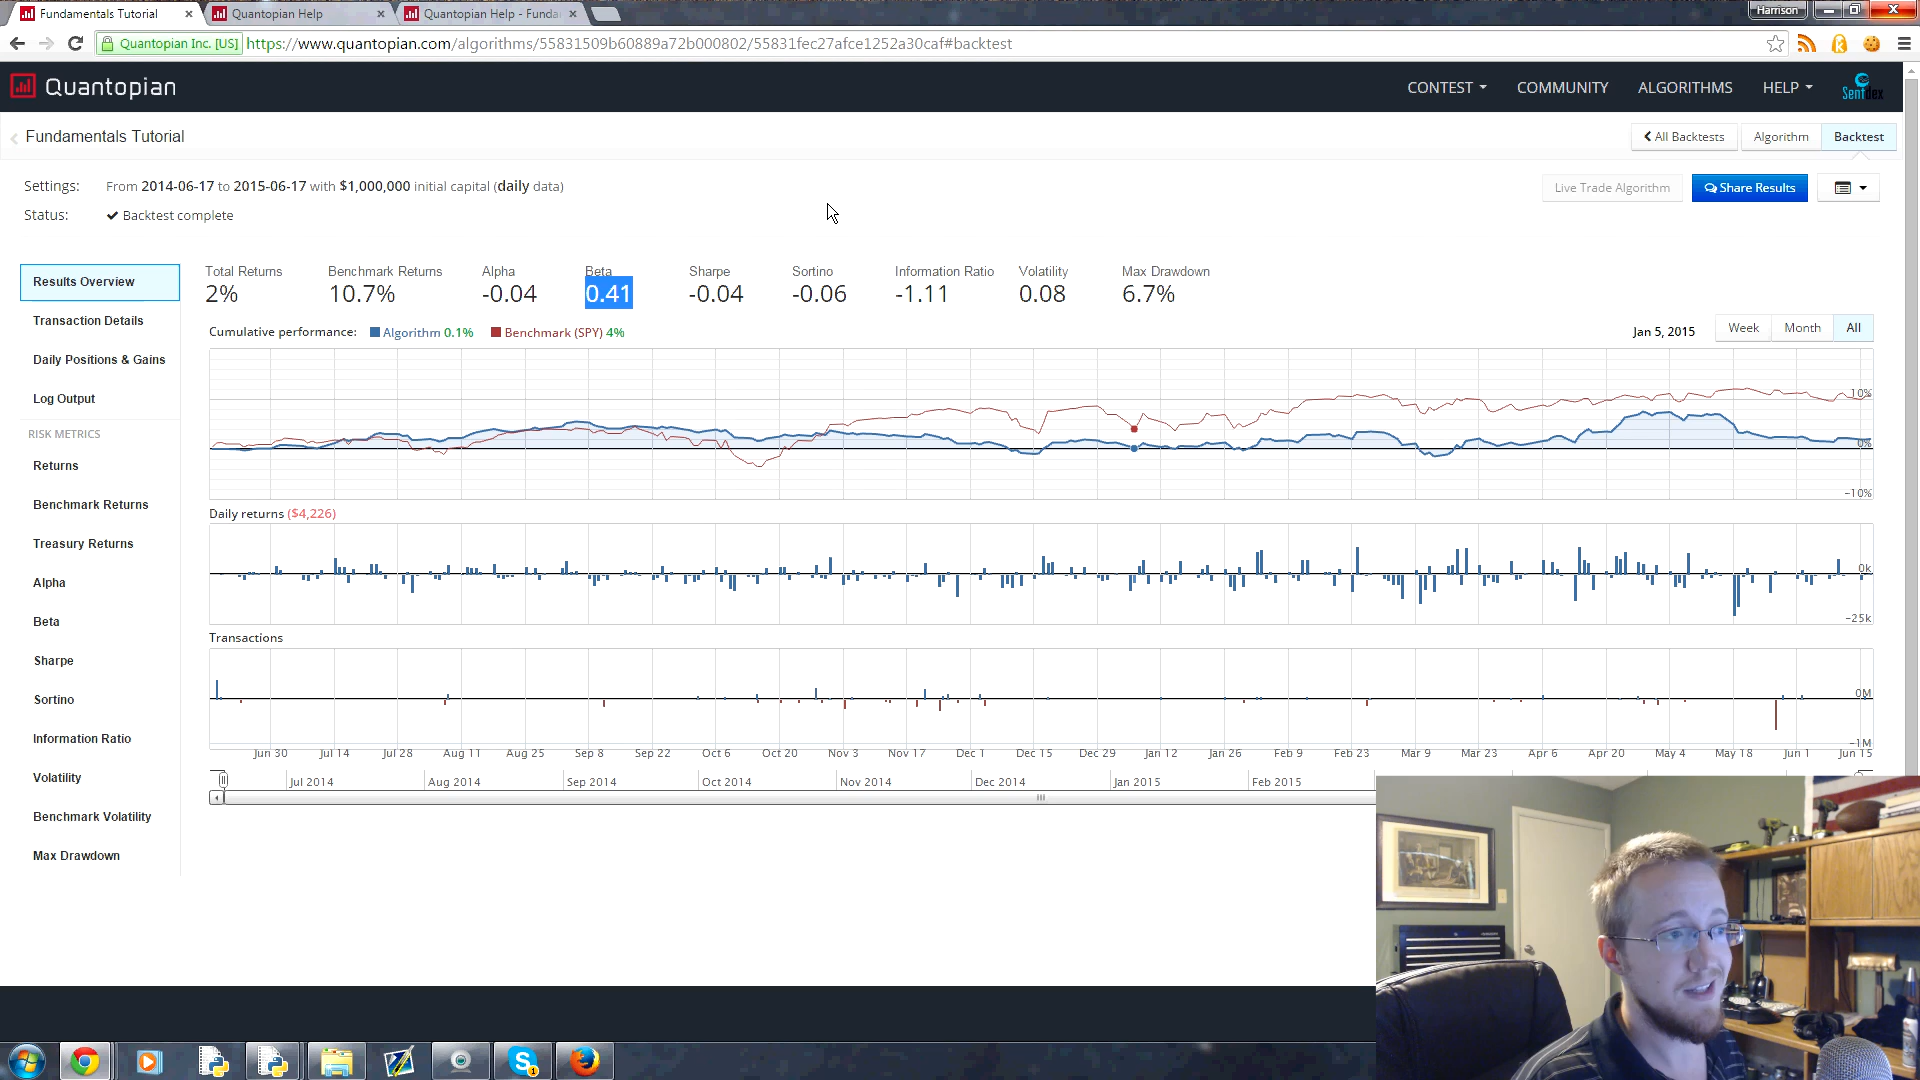 Fundamentals Tutorial
Quantopian Help
Quantopian Help - Funda
Harrison
Quantopian Inc. [US]
https://www.quantopian.com/algorithms/55831509b60889a72b000802/55831fec27afce1252a30caf#backtest
Quantopian
CONTEST
COMMUNITY
ALGORITHMS
HELP
Sentdex
Fundamentals Tutorial
All Backtests
Algorithm
Backtest
Settings: From 2014-06-17 to 2015-06-17 with $1,000,000 initial capital (daily data)
Live Trade Algorithm
Share Results
Status: Backtest complete
Results Overview
Transaction Details
Daily Positions & Gains
Log Output
RISK METRICS
Returns
Benchmark Returns
Treasury Returns
Alpha
Beta
Sharpe
Sortino
Information Ratio
Volatility
Benchmark Volatility
Max Drawdown
Total Returns Benchmark Returns Alpha Beta Sharpe Sortino Information Ratio Volatility Max Drawdown
2% 10.7% -0.04 0.41 -0.04 -0.06 -1.11 0.08 6.7%
Cumulative performance: Algorithm 0.1% Benchmark (SPY) 4%
Jan 5, 2015
Week Month All
10%
0%
-10%
Daily returns ($4,226)
0k
-25k
Transactions
0M
-1M
Jun 30 Jul 14 Jul 28 Aug 11 Aug 25 Sep 8 Sep 22 Oct 6 Oct 20 Nov 3 Nov 17 Dec 1 Dec 15 Dec 29 Jan 12 Jan 26 Feb 9 Feb 23 Mar 9 Mar 23 Apr 6 Apr 20 May 4 May 18 Jun 1 Jun 15
Jul 2014 Aug 2014 Sep 2014 Oct 2014 Nov 2014 Dec 2014 Jan 2015 Feb 2015